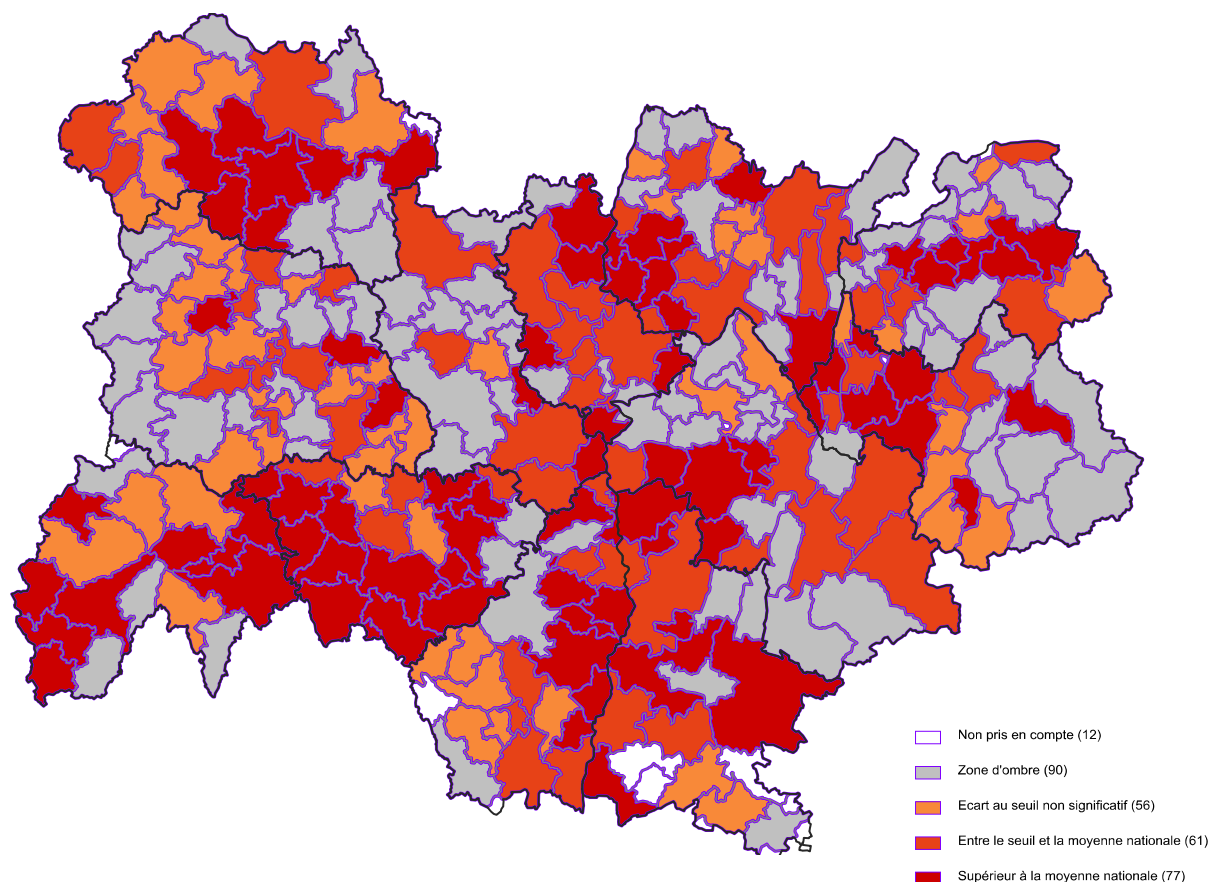 Non pris en compte (12)
Zone d'ombre (90)
Ecart au seuil non significatif (56)
Entre le seuil et la moyenne nationale (61)
Supérieur à la moyenne nationale (77)